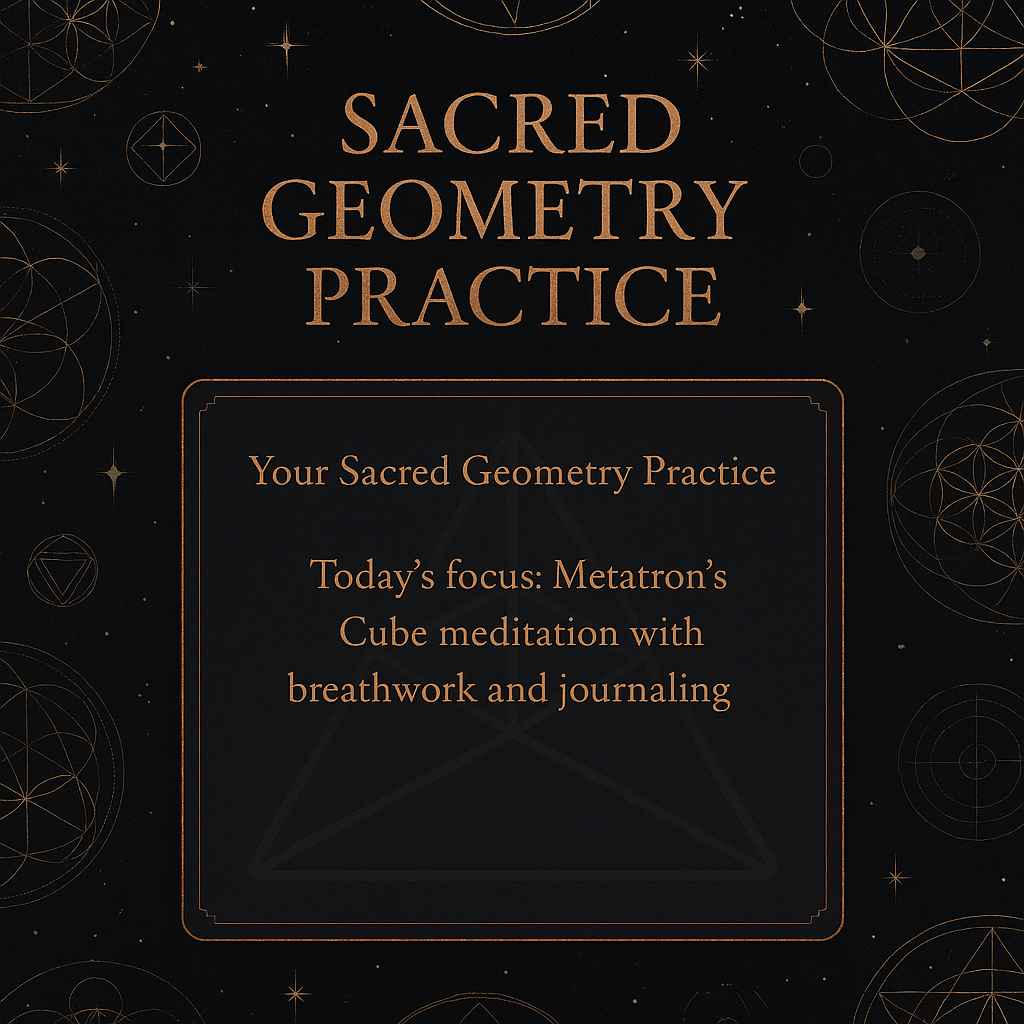 SACRED
GEOMETRY
PRACTICE
Your Sacred Geometry Practice
Today’s focus: Metatron’s
Cube meditation with
breathwork and journaling